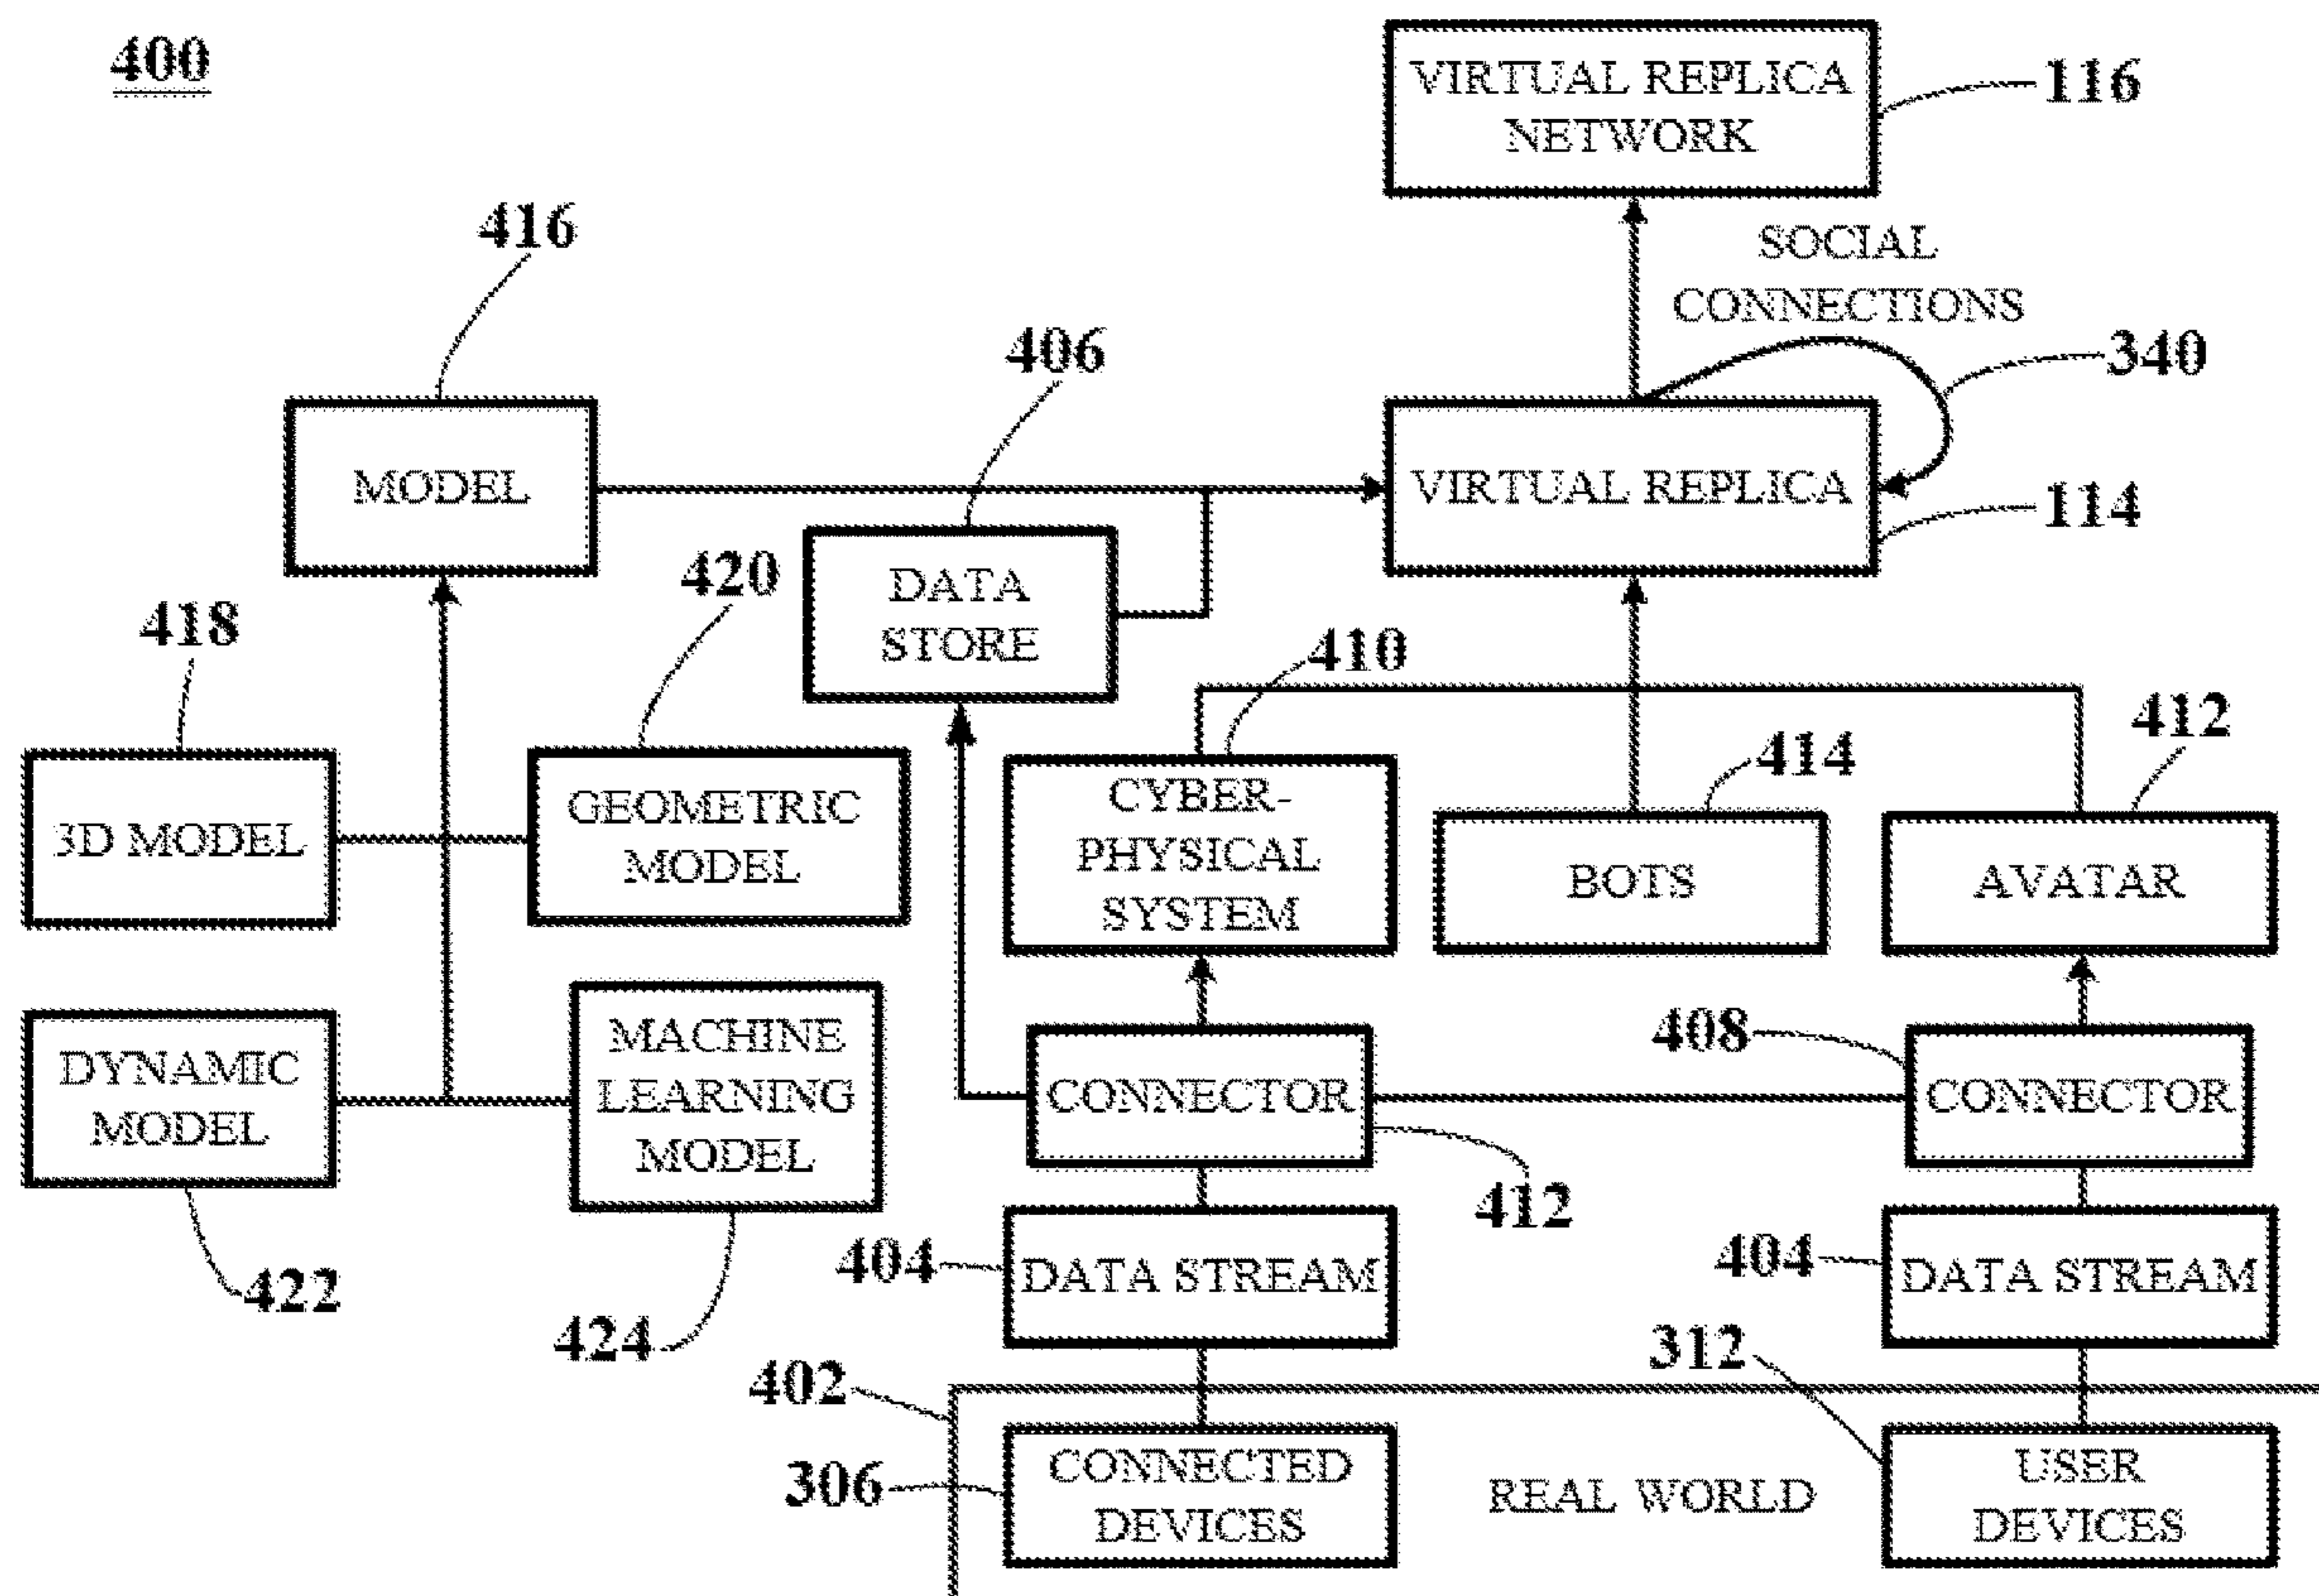 400
VIRTUAL REPLICA
NETWORK
116
SOCIAL
CONNECTIONS
340
416
406
MODEL
VIRTUAL REPLICA
114
DATA
STORE
418
420
410
412
414
3D MODEL
GEOMETRIC
MODEL
CYBER-
PHYSICAL
SYSTEM
BOTS
AVATAR
DYNAMIC
MODEL
MACHINE
LEARNING
MODEL
408
CONNECTOR
CONNECTOR
412
422
424
404
DATA STREAM
404
DATA STREAM
402
312
306
CONNECTED
DEVICES
REAL WORLD
USER
DEVICES